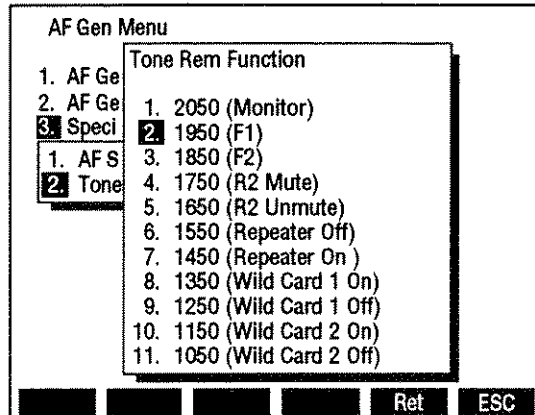 AF Gen Menu
1. AF Ge
2. AF Ge
3. Speci
1. AF S
2. Tone
Tone Rem Function
1. 2050 (Monitor)
2. 1950 (F1)
3. 1850 (F2)
4. 1750 (R2 Mute)
5. 1650 (R2 Unmute)
6. 1550 (Repeater Off)
7. 1450 (Repeater On )
8. 1350 (Wild Card 1 On)
9. 1250 (Wild Card 1 Off)
10. 1150 (Wild Card 2 On)
11. 1050 (Wild Card 2 Off)
Ret ESC